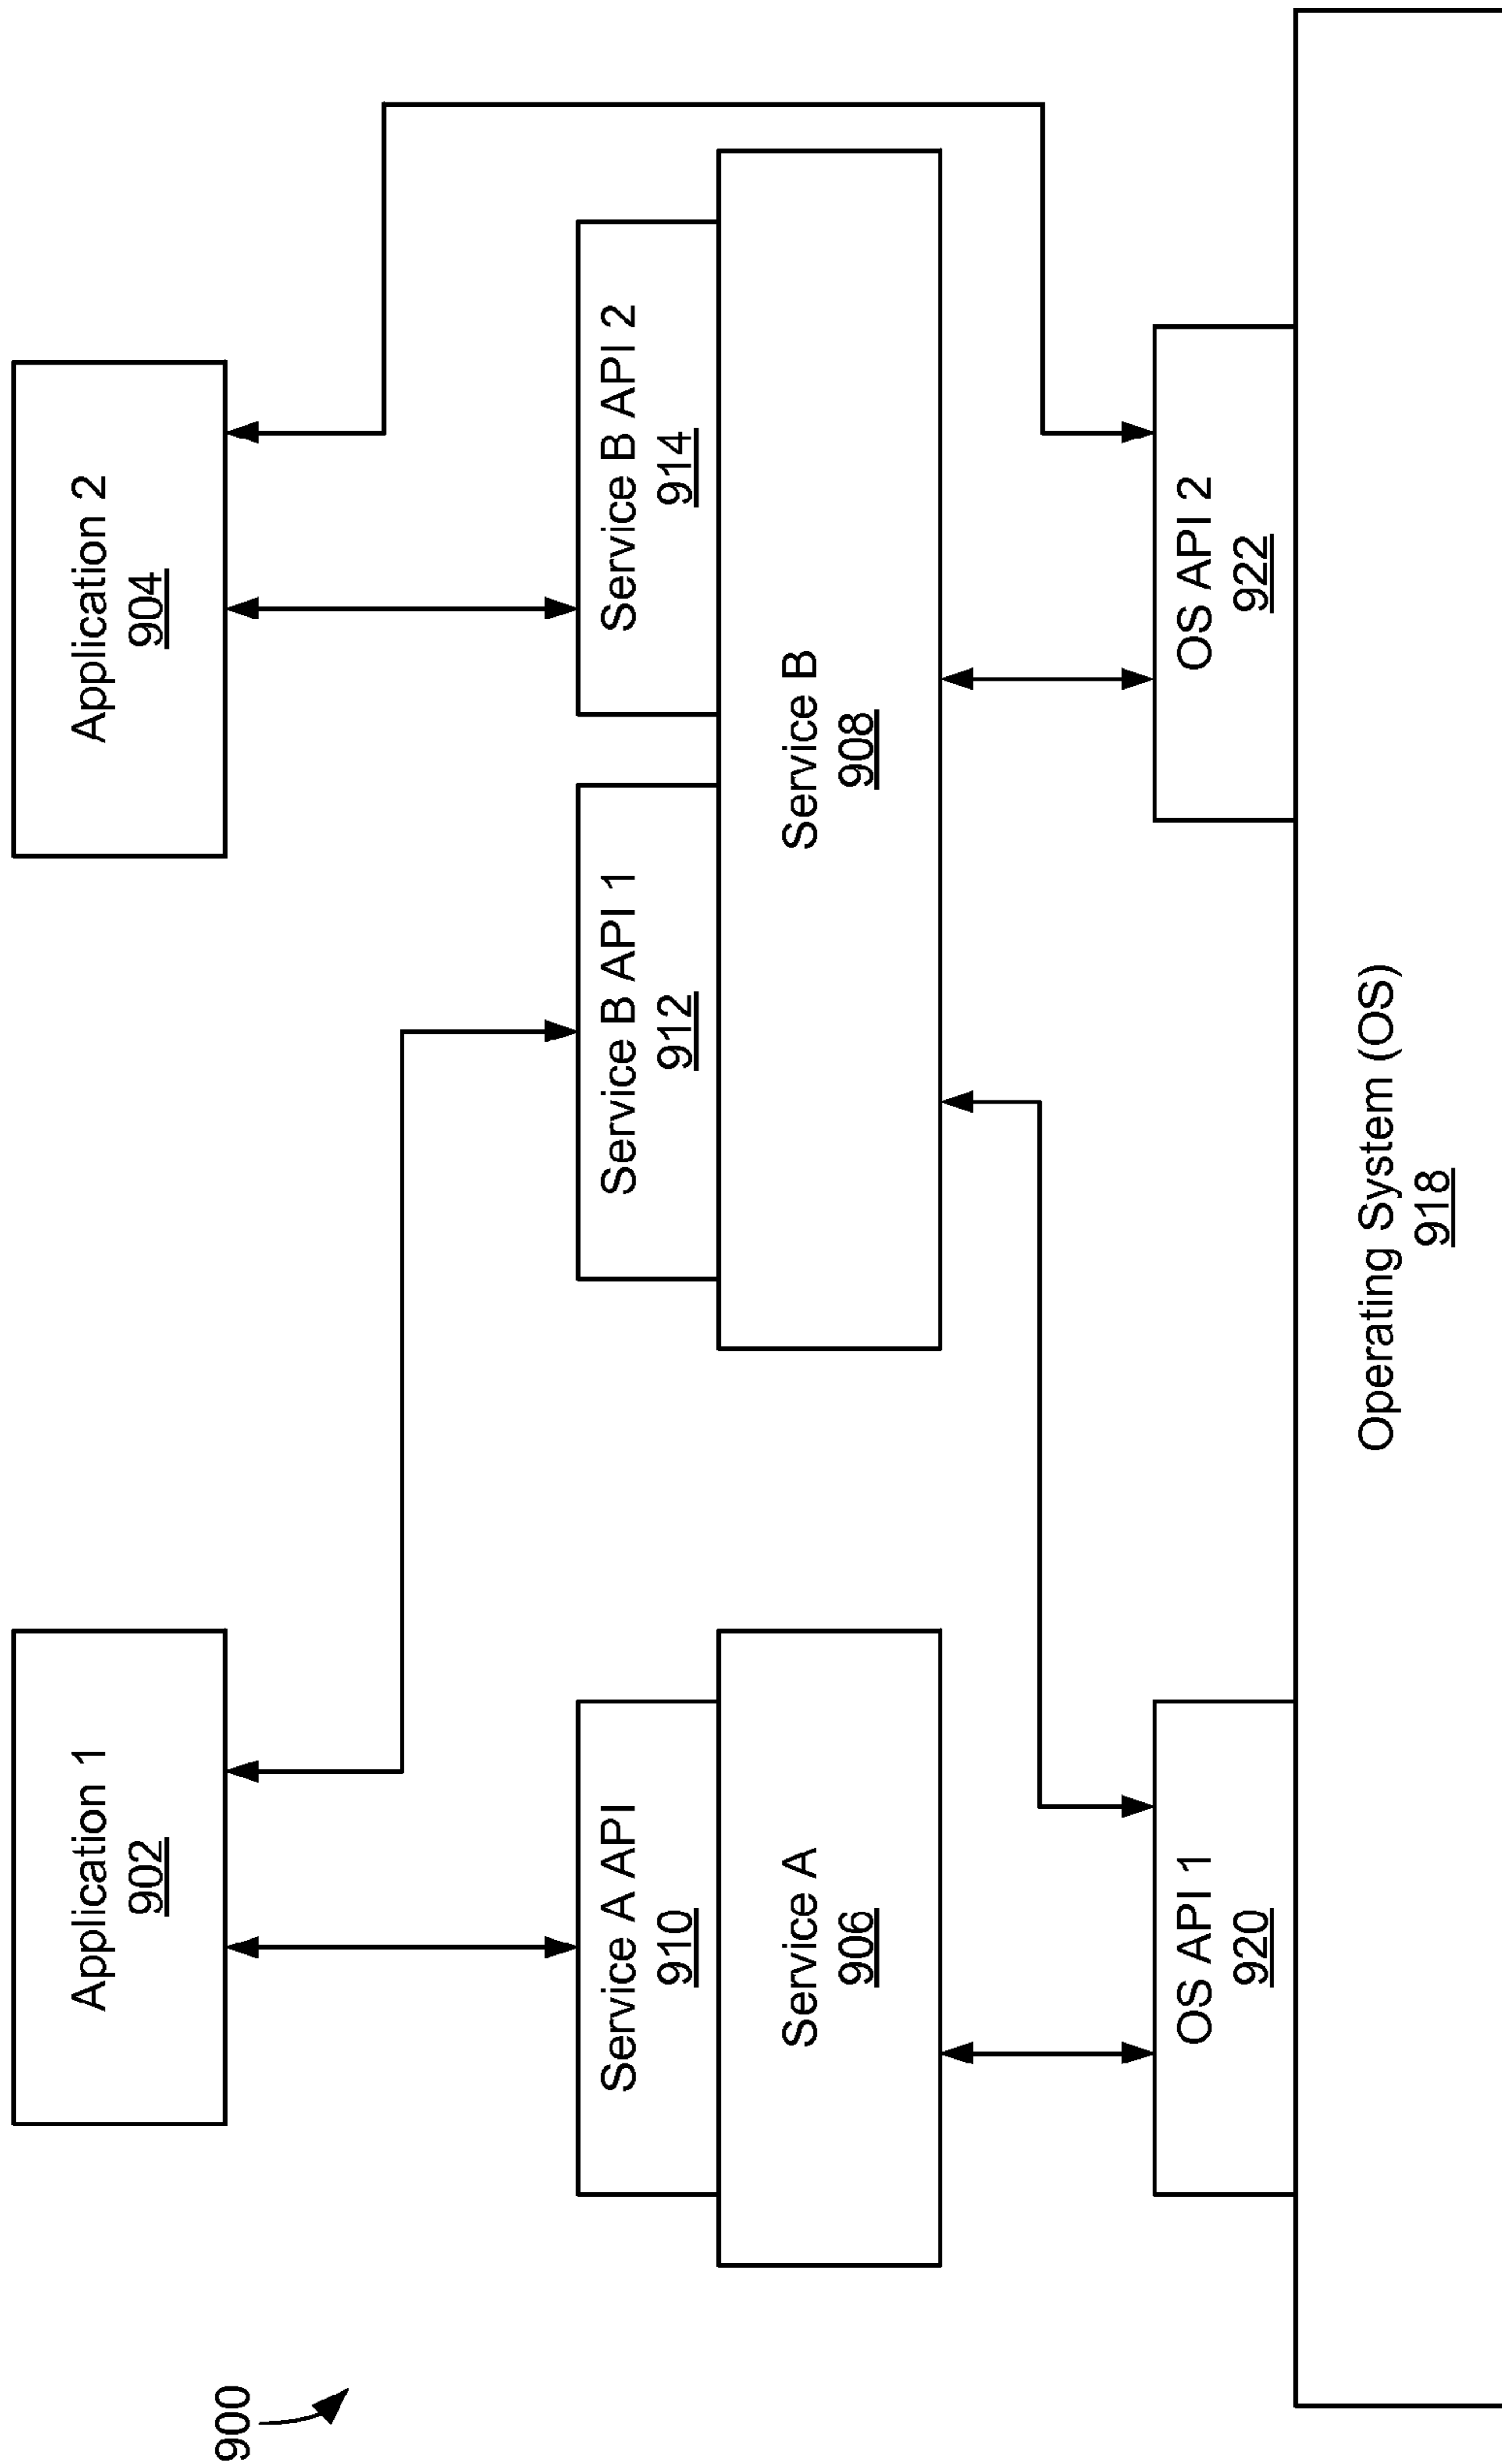 900
Application 1
902
Application 2
904
Service A API
910
Service B API 1
912
Service B API 2
914
Service A
906
Service B
908
OS API 1
920
OS API 2
922
Operating System (OS)
918